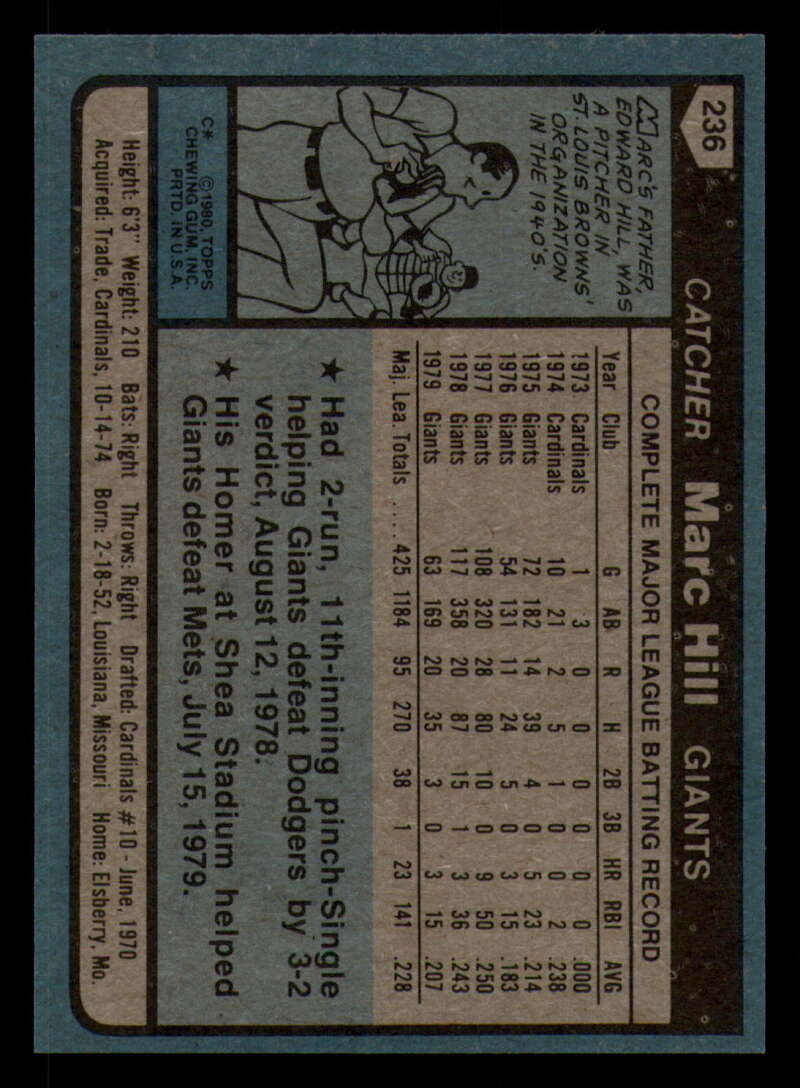 236
CATCHER Marc Hill GIANTS
MARC'S FATHER,
EDWARD HILL, WAS
A PITCHER IN
ST. LOUIS BROWNS'
ORGANIZATION
IN THE 1940'S.
C* ©1980, TOPPS
CHEWING GUM, INC.
PRTD. IN U.S.A.
COMPLETE MAJOR LEAGUE BATTING RECORD
Year Club G AB R H 2B 3B HR RBI AVG
1973 Cardinals 1 3 0 0 0 0 0 0 .000
1974 Cardinals 10 21 2 5 1 0 0 2 .238
1975 Giants 72 182 14 39 4 0 5 23 .214
1976 Giants 54 131 11 24 5 0 3 15 .183
1977 Giants 108 320 28 80 10 0 9 50 .250
1978 Giants 117 358 20 87 15 1 3 36 .243
1979 Giants 63 169 20 35 3 0 3 15 .207
Maj. Lea. Totals .... 425 1184 95 270 38 1 23 141 .228
★ Had 2-run, 11th-inning pinch-Single
helping Giants defeat Dodgers by 3-2
verdict, August 12, 1978.
★ His Homer at Shea Stadium helped
Giants defeat Mets, July 15, 1979.
Height: 6'3" Weight: 210 Bats: Right Throws: Right Drafted: Cardinals #10 - June, 1970
Acquired: Trade, Cardinals, 10-14-74 Born: 2-18-52, Louisiana, Missouri Home: Elsberry, Mo.